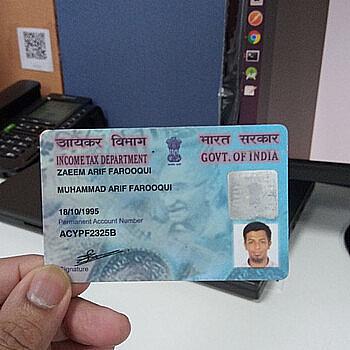 आयकर विभाग भारत सरकार
INCOME TAX DEPARTMENT GOVT. OF INDIA
ZAEEM ARIF FAROOQUI
MUHAMMAD ARIF FAROOQUI
18/10/1995
Permanent Account Number
ACYPF2325B
Signature